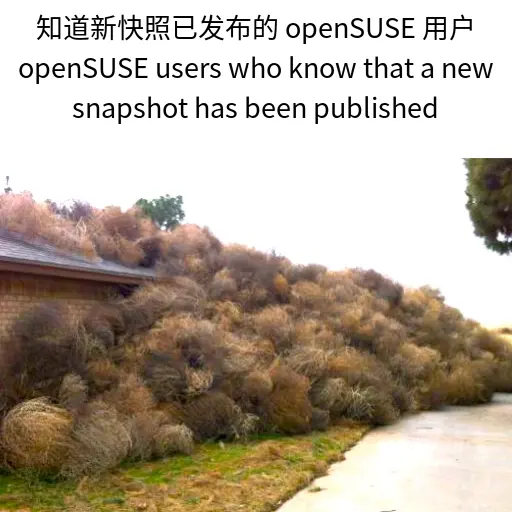 知道新快照已发布的 openSUSE 用户
openSUSE users who know that a new
snapshot has been published